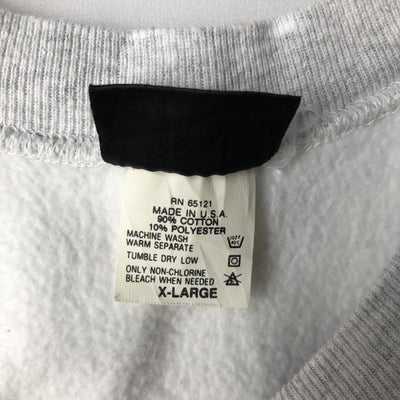 RN 65121
MADE IN U.S.A.
90% COTTON
10% POLYESTER
MACHINE WASH
WARM SEPARATE
TUMBLE DRY LOW
ONLY NON-CHLORINE
BLEACH WHEN NEEDED
X-LARGE